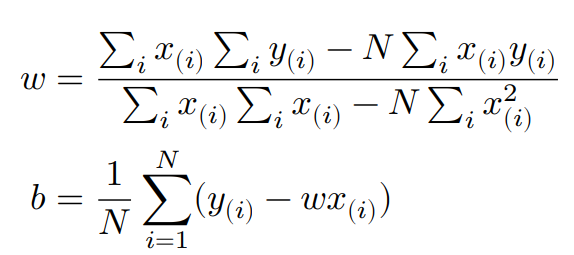 w = \frac{\sum_i x_{(i)} \sum_i y_{(i)} - N \sum_i x_{(i)} y_{(i)}}{\sum_i x_{(i)} \sum_i x_{(i)} - N \sum_i x_{(i)}^2}
b = \frac{1}{N} \sum_{i=1}^{N} (y_{(i)} - w x_{(i)})